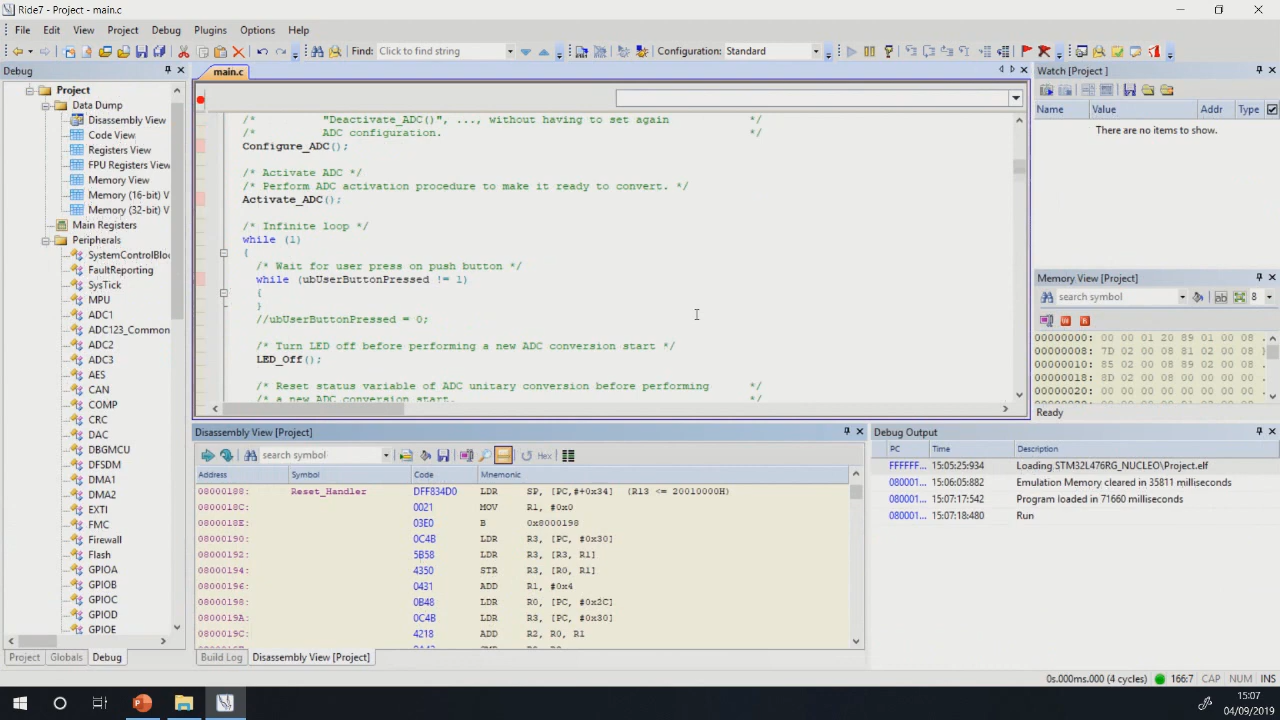 Ride7 - Project - main.c
File Edit View Project Debug Plugins Options Help
Find: Click to find string Configuration: Standard
Debug
Project
Data Dump
Disassembly View
Code View
Registers View
FPU Registers View
Memory View
Memory (16-bit) V
Memory (32-bit) V
Main Registers
Peripherals
SystemControlBlo
FaultReporting
SysTick
MPU
ADC1
ADC123_Common
ADC2
ADC3
AES
CAN
COMP
CRC
DAC
DBGMCU
DFSDM
DMA1
DMA2
EXTI
FMC
Firewall
Flash
GPIOA
GPIOB
GPIOC
GPIOD
GPIOE
Project Globals Debug
main.c
/* "Deactivate_ADC()", ..., without having to set again */
/* ADC configuration. */
Configure_ADC();
/* Activate ADC */
/* Perform ADC activation procedure to make it ready to convert. */
Activate_ADC();
/* Infinite loop */
while (1)
{
/* Wait for user press on push button */
while (ubUserButtonPressed != 1)
{
}
//ubUserButtonPressed = 0;
/* Turn LED off before performing a new ADC conversion start */
LED_Off();
/* Reset status variable of ADC unitary conversion before performing */
/* a new ADC conversion start. */
Watch [Project ]
Name Value Addr Type
There are no items to show.
Memory View [Project]
search symbol 8
00000000: 00 00 01 20 89 01 00 08
00000008: 7D 02 00 08 81 02 00 08
00000010: 85 02 00 08 89 02 00 08
00000018: 8D 02 00 08 00 00 00 00
Ready
Disassembly View [Project]
search symbol Hex
Address Symbol Code Mnemonic
08000188: Reset_Handler DFF834D0 LDR SP, [PC,#+0x34] (R13 <= 20010000H)
0800018C: 0021 MOV R1, #0x0
0800018E: 03E0 B 0x8000198
08000190: 0C4B LDR R3, [PC, #0x30]
08000192: 5B58 LDR R3, [R3, R1]
08000194: 4350 STR R3, [R0, R1]
08000196: 0431 ADD R1, #0x4
08000198: 0B48 LDR R0, [PC, #0x2C]
0800019A: 0C4B LDR R3, [PC, #0x30]
0800019C: 4218 ADD R2, R0, R1
Build Log Disassembly View [Project]
Debug Output
PC Time Description
FFFFFF... 15:05:25:934 Loading STM32L476RG_NUCLEO\Project.elf
080001... 15:06:05:882 Emulation Memory cleared in 35811 milliseconds
080001... 15:07:17:542 Program loaded in 71660 milliseconds
080001... 15:07:18:480 Run
0s.000ms.000 (4 cycles) 166:7 CAP NUM INS
15:07
04/09/2019